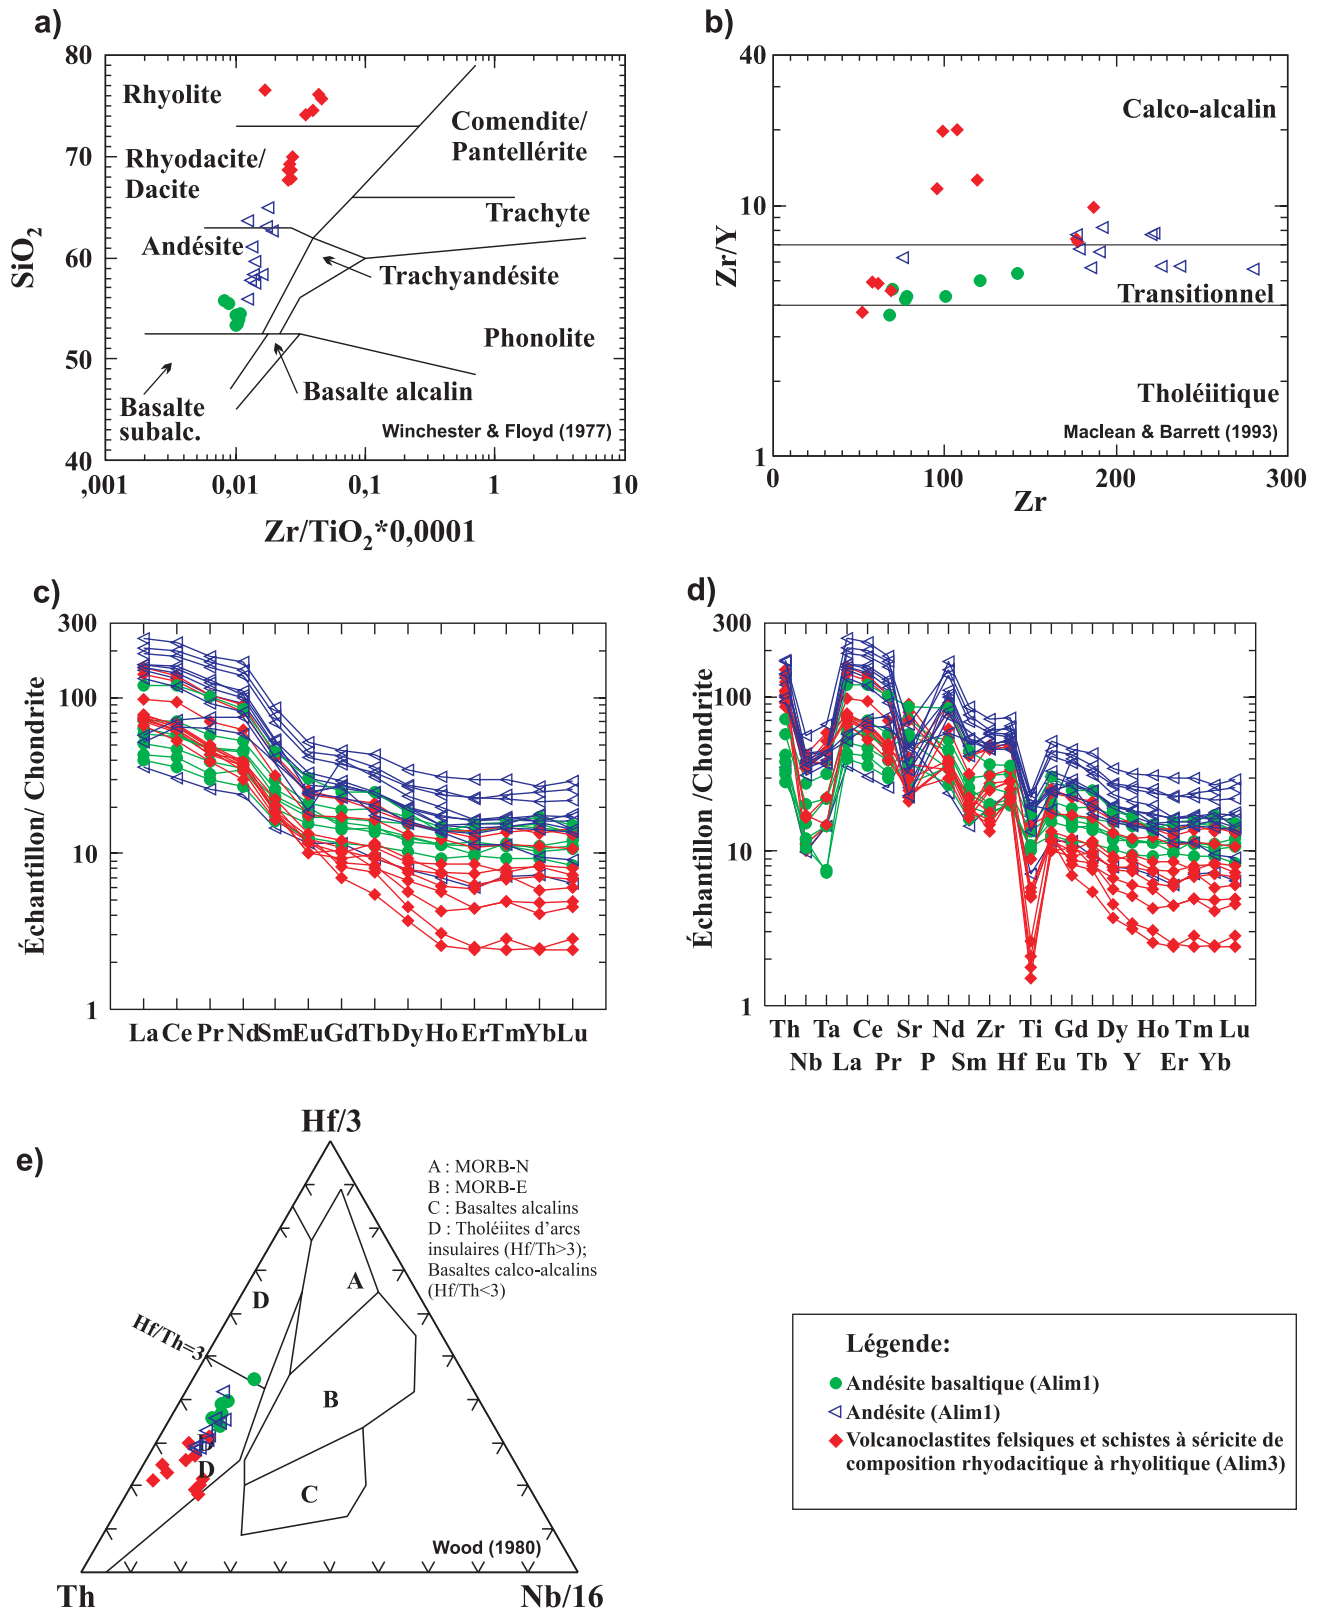 a)
80
70
60
50
40
SiO2
Rhyolite
Rhyodacite/
Dacite
Andésite
Comendite/
Pantellérite
Trachyte
Trachyandésite
Phonolite
Basalte alcalin
Basalte
subalc.
Winchester & Floyd (1977)
,001
0,01
0,1
1
10
Zr/TiO2*0,0001
b)
40
10
1
Zr/Y
Calco-alcalin
Transitionnel
Tholéiitique
Maclean & Barrett (1993)
0
100
200
300
Zr
c)
300
100
10
1
Échantillon/ Chondrite
La Ce Pr Nd Sm Eu Gd Tb Dy Ho Er Tm Yb Lu
d)
300
100
10
1
Échantillon /Chondrite
Th Ta Ce Sr Nd Zr Ti Gd Dy Ho Tm Lu
Nb La Pr P Sm Hf Eu Tb Y Er Yb
e)
Hf/3
A : MORB-N
B : MORB-E
C : Basaltes alcalins
D : Tholéiites d'arcs
insulaires (Hf/Th>3);
Basaltes calco-alcalins
(Hf/Th<3)
A
D
Hf/Th=3
B
D
D
C
Wood (1980)
Th
Nb/16
Légende:
Andésite basaltique (Alim1)
Andésite (Alim1)
Volcanoclastites felsiques et schistes à séricite de
composition rhyodacitique à rhyolitique (Alim3)